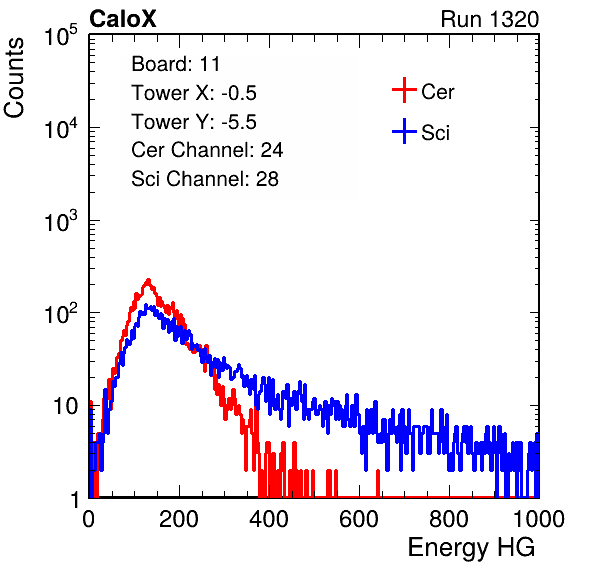 CaloX Run 1320
Counts
10^5
10^4
10^3
10^2
10
1
Board: 11
Tower X: -0.5
Tower Y: -5.5
Cer Channel: 24
Sci Channel: 28
Cer
Sci
0 200 400 600 800 1000
Energy HG